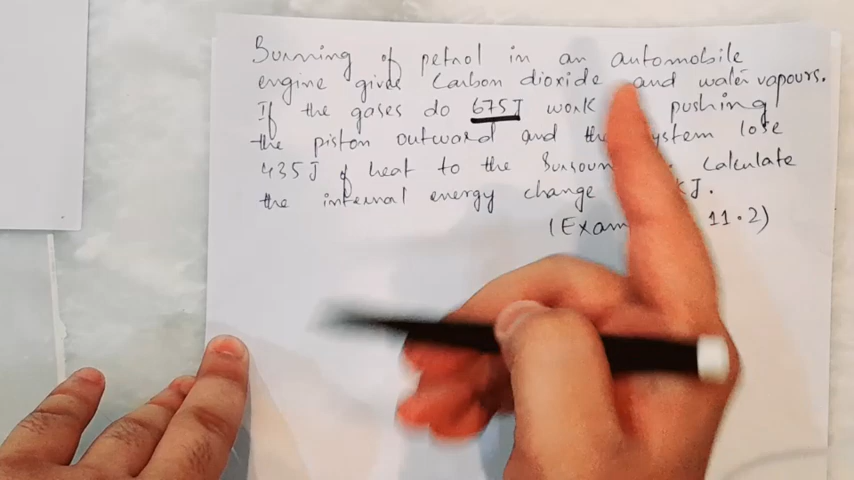 Burning of petrol in an automobile
engine gives Carbon dioxide and water vapours.
If the gases do 675J work pushing
the piston outward and the system lose
435J of heat to the Calculate
the internal energy change KJ.
11.2)